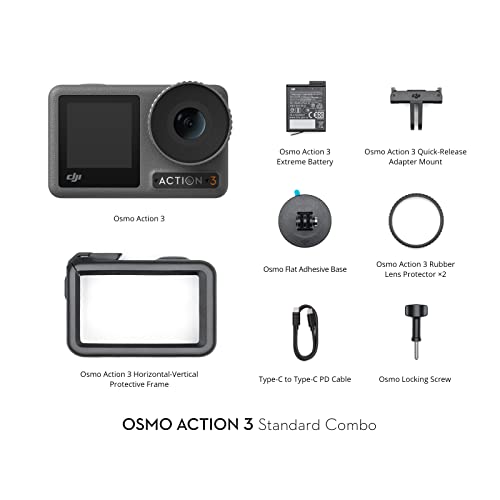 dji
ACTION 3
Osmo Action 3
Osmo Action 3
Extreme Battery
Osmo Action 3 Quick-Release
Adapter Mount
Osmo Flat Adhesive Base
Osmo Action 3 Rubber
Lens Protector ×2
Osmo Action 3 Horizontal-Vertical
Protective Frame
Type-C to Type-C PD Cable
Osmo Locking Screw
OSMO ACTION 3 Standard Combo